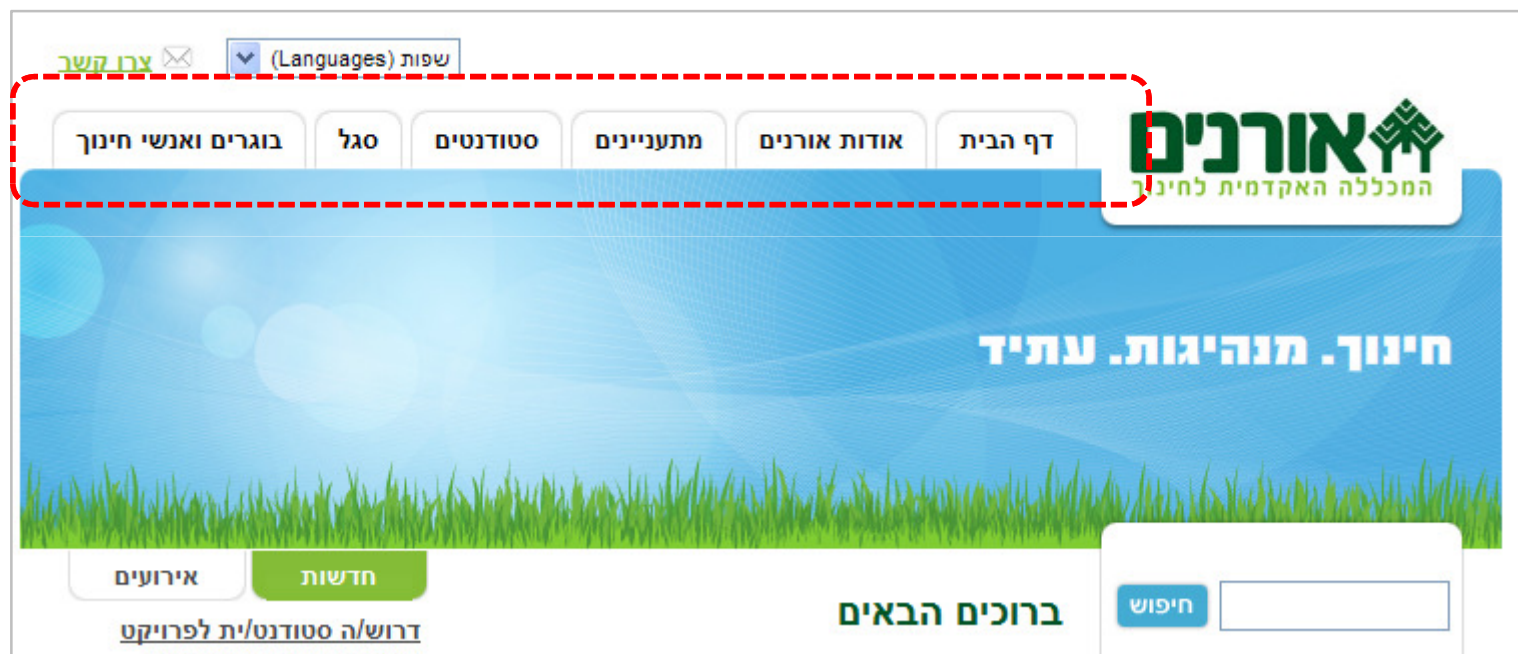 שפות (Languages)
צרו קשר
אורנים
המכללה האקדמית לחינוך
דף הבית
אודות אורנים
מתעניינים
סטודנטים
סגל
בוגרים ואנשי חינוך
חינוך. מנהיגות. עתיד
חיפוש
ברוכים הבאים
חדשות
אירועים
דרוש/ה סטודנט/ית לפרויקט